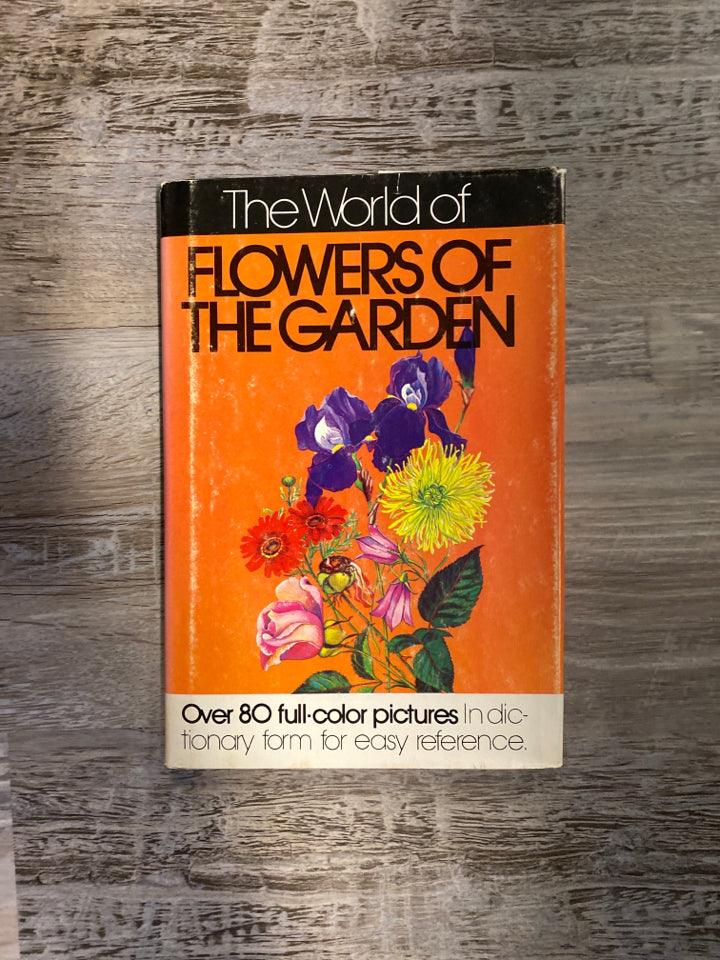 The World of
FLOWERS OF
THE GARDEN
Over 80 full·color pictures In dic-
tionary form for easy reference.